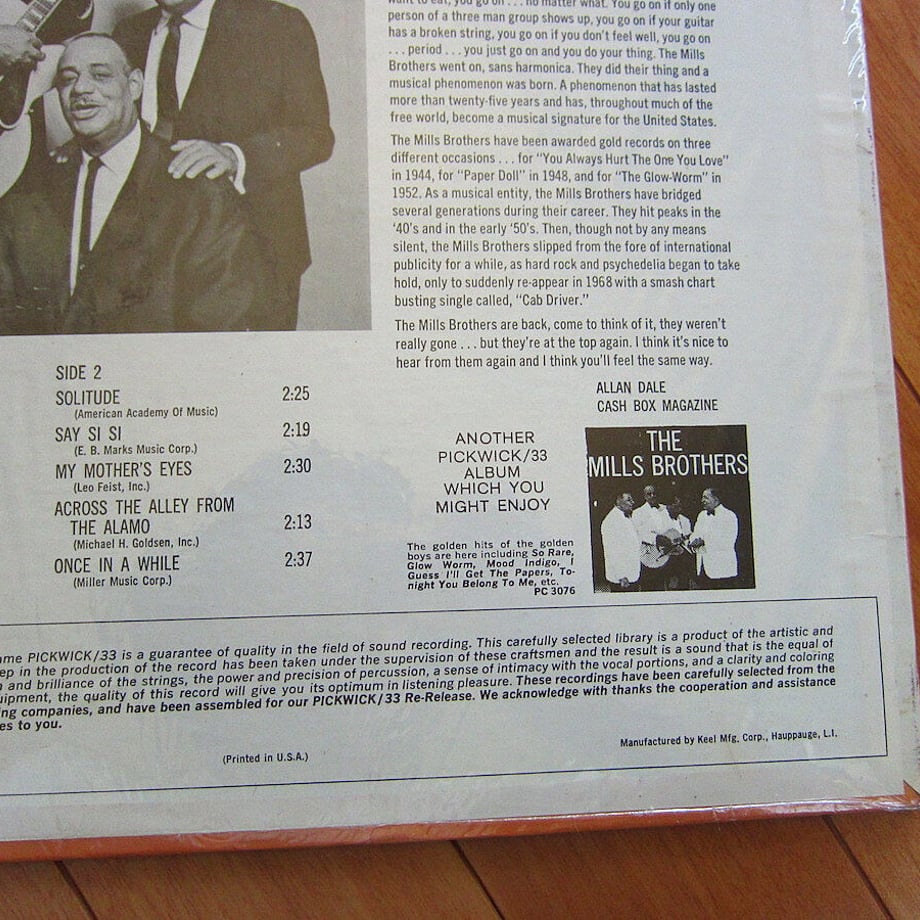 want to eat, you go on . . . no matter what. You go on if only one
person of a three man group shows up, you go on if your guitar
has a broken string, you go on if you don't feel well, you go on
. . . period . . . you just go on and you do your thing. The Mills
Brothers went on, sans harmonica. They did their thing and a
musical phenomenon was born. A phenomenon that has lasted
more than twenty-five years and has, throughout much of the
free world, become a musical signature for the United States.
The Mills Brothers have been awarded gold records on three
different occasions . . . for "You Always Hurt The One You Love"
in 1944, for "Paper Doll" in 1948, and for "The Glow-Worm" in
1952. As a musical entity, the Mills Brothers have bridged
several generations during their career. They hit peaks in the
'40's and in the early '50's. Then, though not by any means
silent, the Mills Brothers slipped from the fore of international
publicity for a while, as hard rock and psychedelia began to take
hold, only to suddenly re-appear in 1968 with a smash chart
busting single called, "Cab Driver."
The Mills Brothers are back, come to think of it, they weren't
really gone . . . but they're at the top again. I think it's nice to
hear from them again and I think you'll feel the same way.
ALLAN DALE
CASH BOX MAGAZINE
SIDE 2
SOLITUDE 2:25
(American Academy Of Music)
SAY SI SI 2:19
(E. B. Marks Music Corp.)
MY MOTHER'S EYES 2:30
(Leo Feist, Inc.)
ACROSS THE ALLEY FROM
THE ALAMO 2:13
(Michael H. Goldsen, Inc.)
ONCE IN A WHILE 2:37
(Miller Music Corp.)
ANOTHER
PICKWICK/33
ALBUM
WHICH YOU
MIGHT ENJOY
The golden hits of the golden
boys are here including So Rare,
Glow Worm, Mood Indigo, I
Guess I'll Get The Papers, To-
night You Belong To Me, etc.
PC 3076
THE
MILLS BROTHERS
ame PICKWICK/33 is a guarantee of quality in the field of sound recording. This carefully selected library is a product of the artistic and
ep in the production of the record has been taken under the supervision of these craftsmen and the result is a sound that is the equal of
and brilliance of the strings, the power and precision of percussion, a sense of intimacy with the vocal portions, and a clarity and coloring
uipment, the quality of this record will give you its optimum in listening pleasure. These recordings have been carefully selected from the
ing companies, and have been assembled for our PICKWICK/33 Re-Release. We acknowledge with thanks the cooperation and assistance
es to you.
(Printed in U.S.A.)
Manufactured by Keel Mfg. Corp., Hauppauge, L.I.